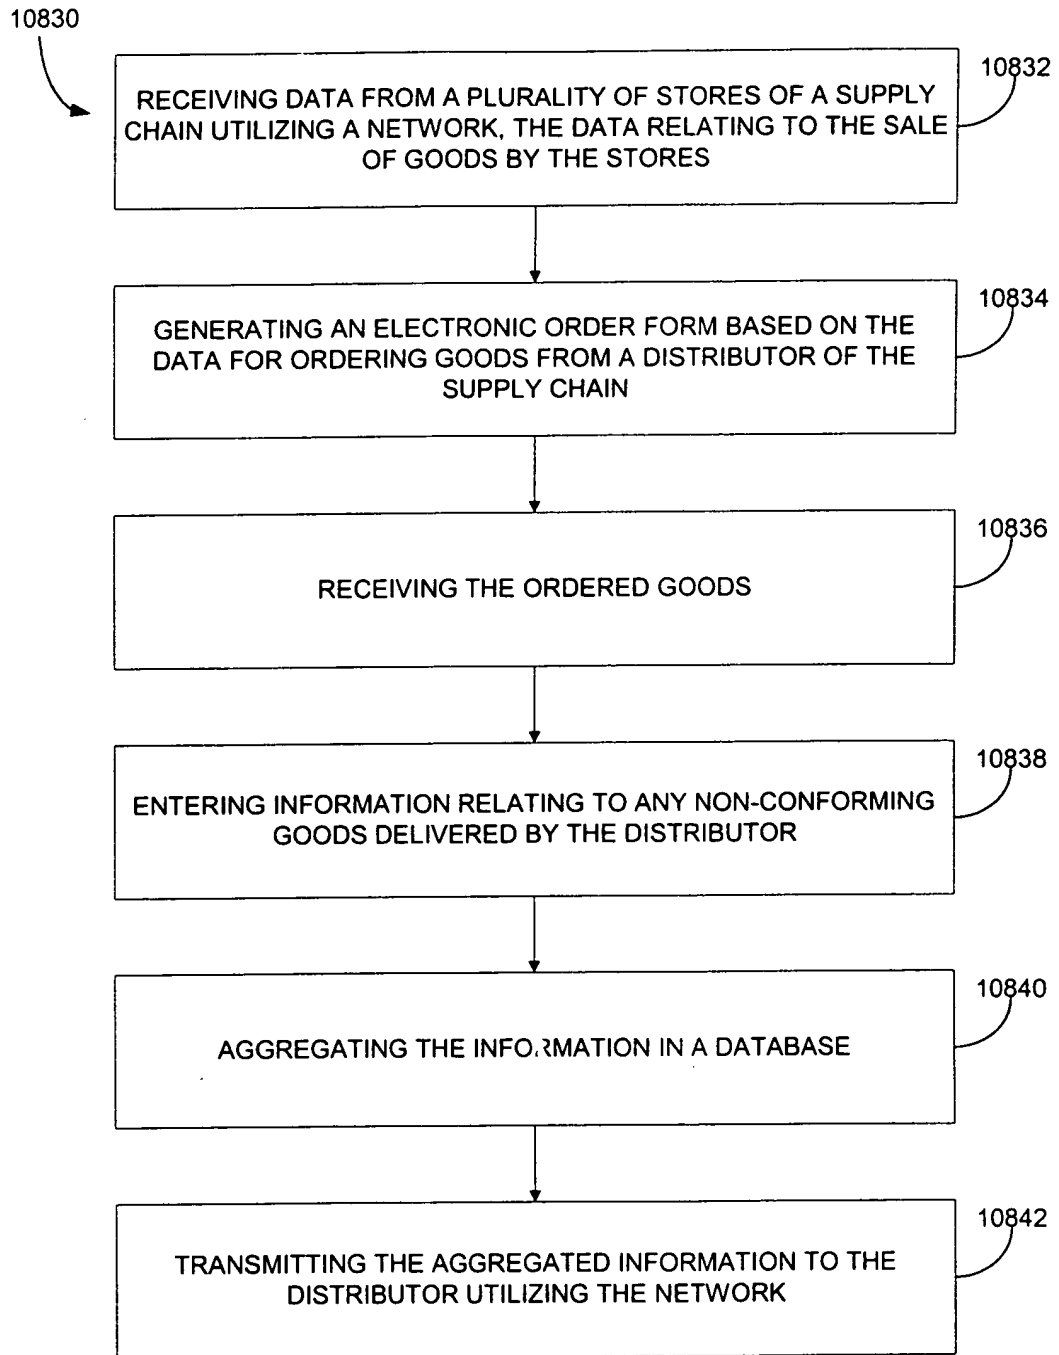 10830
10832
RECEIVING DATA FROM A PLURALITY OF STORES OF A SUPPLY
CHAIN UTILIZING A NETWORK, THE DATA RELATING TO THE SALE
OF GOODS BY THE STORES
10834
GENERATING AN ELECTRONIC ORDER FORM BASED ON THE
DATA FOR ORDERING GOODS FROM A DISTRIBUTOR OF THE
SUPPLY CHAIN
10836
RECEIVING THE ORDERED GOODS
10838
ENTERING INFORMATION RELATING TO ANY NON-CONFORMING
GOODS DELIVERED BY THE DISTRIBUTOR
10840
AGGREGATING THE INFORMATION IN A DATABASE
10842
TRANSMITTING THE AGGREGATED INFORMATION TO THE
DISTRIBUTOR UTILIZING THE NETWORK